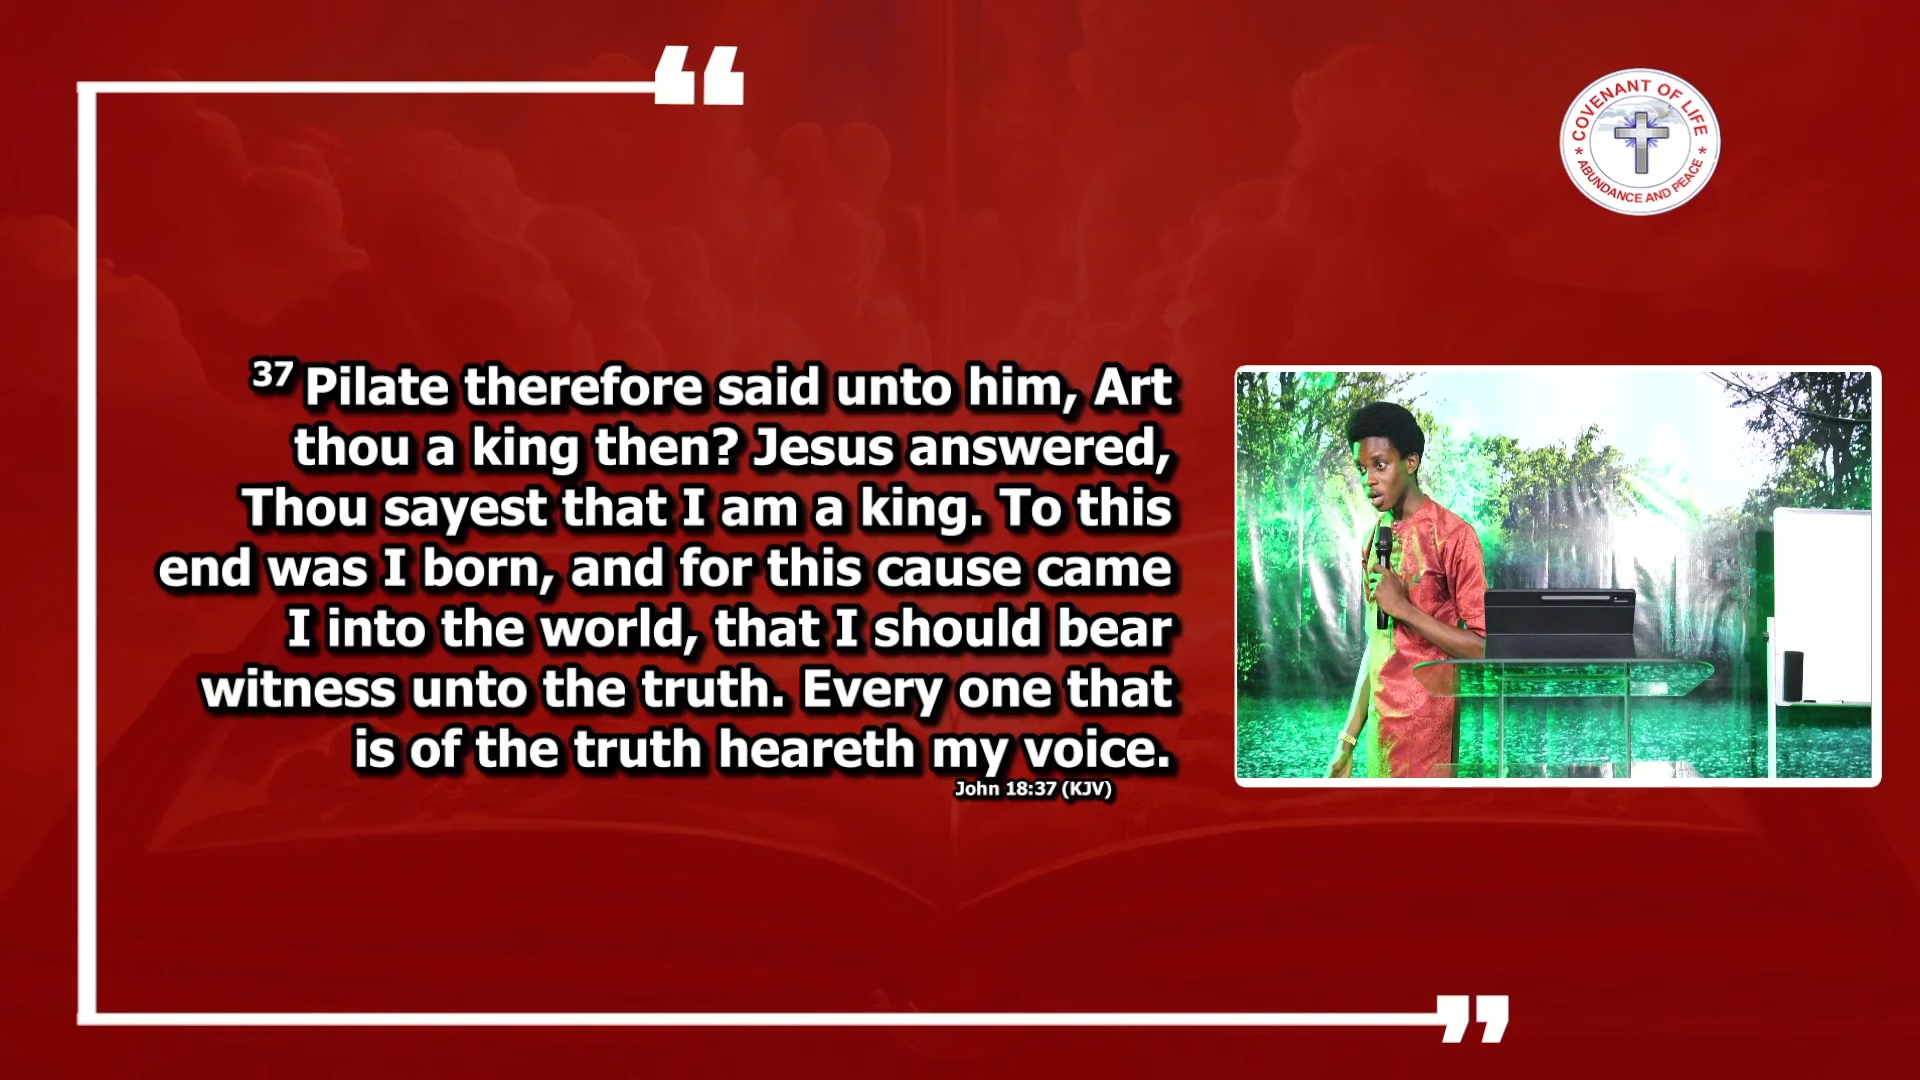 37 Pilate therefore said unto him, Art
thou a king then? Jesus answered,
Thou sayest that I am a king. To this
end was I born, and for this cause came
I into the world, that I should bear
witness unto the truth. Every one that
is of the truth heareth my voice.
John 18:37 (KJV)
COVENANT OF LIFE
* ABUNDANCE AND PEACE *